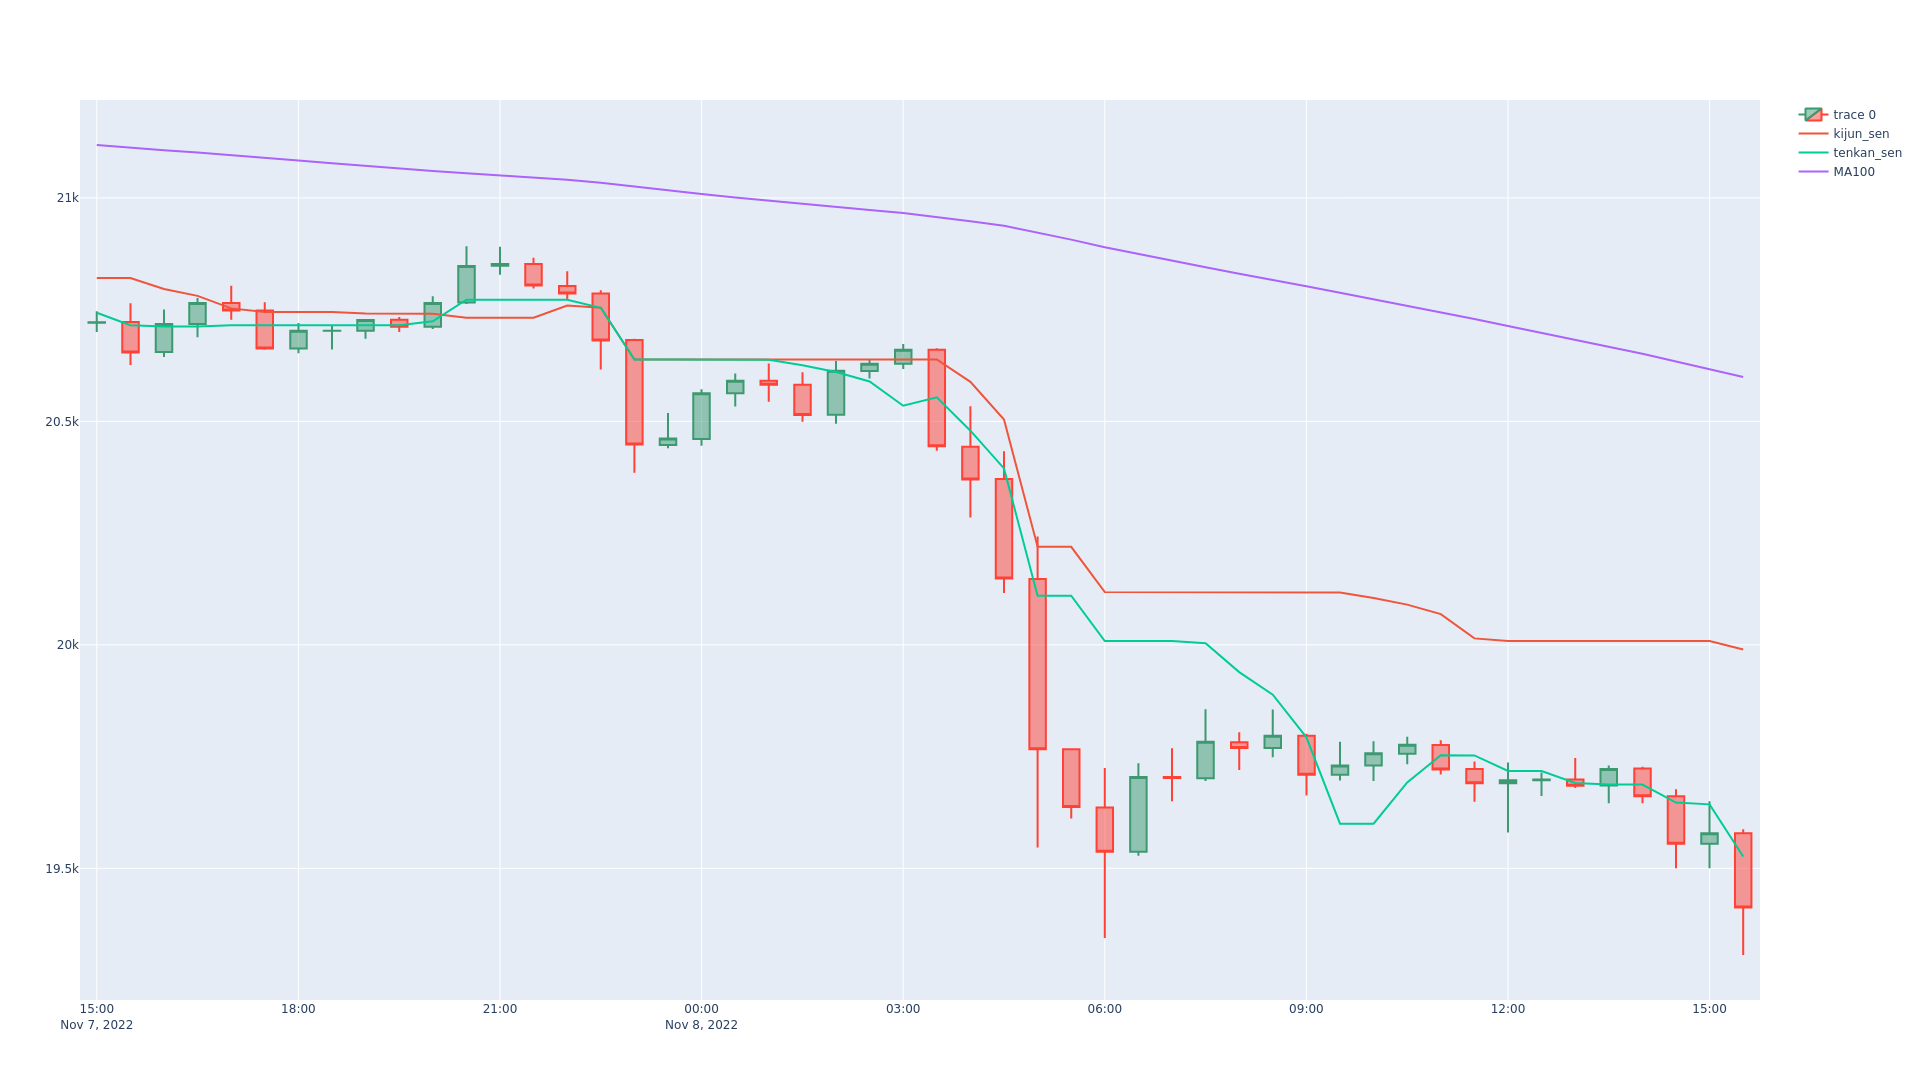 trace 0
kijun_sen
tenkan_sen
MA100
21k
20.5k
20k
19.5k
15:00 18:00 21:00 00:00 03:00 06:00 09:00 12:00 15:00
Nov 7, 2022 Nov 8, 2022